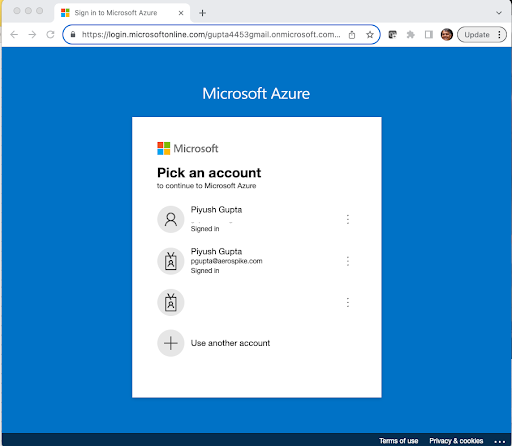 Sign in to Microsoft Azure
https://login.microsoftonline.com/gupta4453gmail.onmicrosoft.com...
Update
Microsoft Azure
Microsoft
Pick an account
to continue to Microsoft Azure
Piyush Gupta
Signed in
Piyush Gupta
pgupta@aerospike.com
Signed in
Use another account
Terms of use
Privacy & cookies